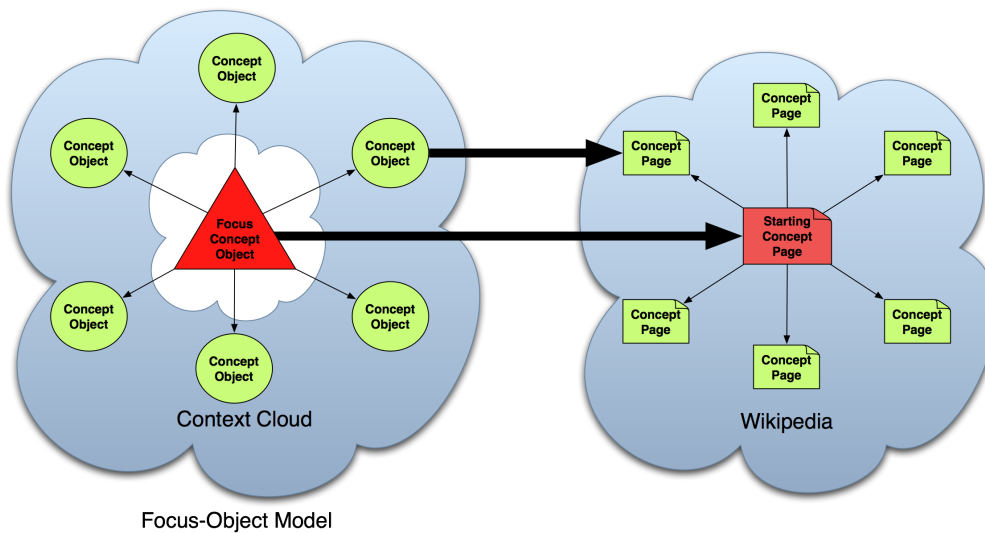 Concept
Object
Concept
Object
Concept
Object
Focus
Concept
Object
Concept
Object
Concept
Object
Concept
Object
Context Cloud
Focus-Object Model
Concept
Page
Concept
Page
Concept
Page
Starting
Concept
Page
Concept
Page
Concept
Page
Concept
Page
Wikipedia